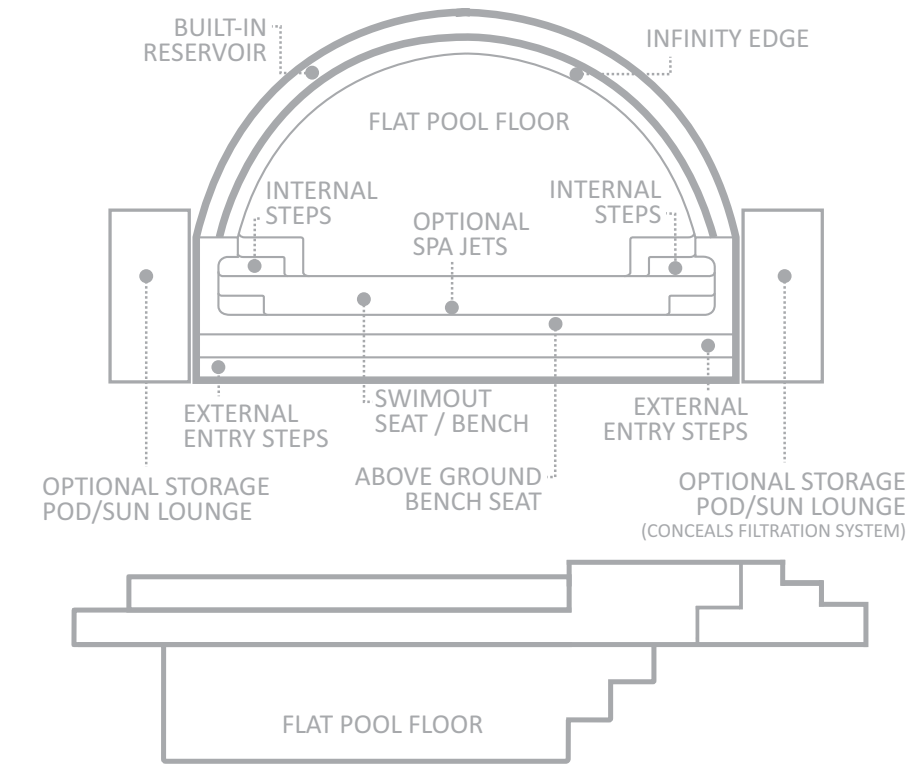 BUILT-IN
RESERVOIR
INFINITY EDGE
FLAT POOL FLOOR
INTERNAL
STEPS
INTERNAL
STEPS
OPTIONAL
SPA JETS
EXTERNAL
ENTRY STEPS
SWIMOUT
SEAT / BENCH
EXTERNAL
ENTRY STEPS
ABOVE GROUND
BENCH SEAT
OPTIONAL STORAGE
POD/SUN LOUNGE
OPTIONAL STORAGE
POD/SUN LOUNGE
(CONCEALS FILTRATION SYSTEM)
FLAT POOL FLOOR